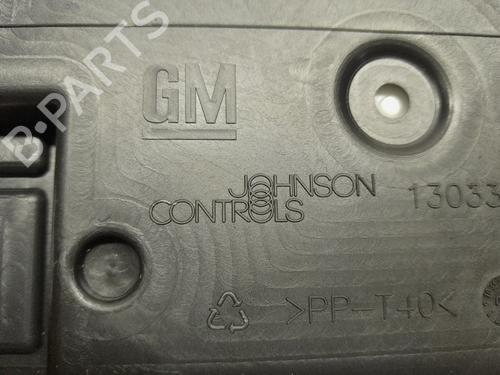 B-PARTS
GM
JOHNSON
CONTROLS
13033
>PP-T40<